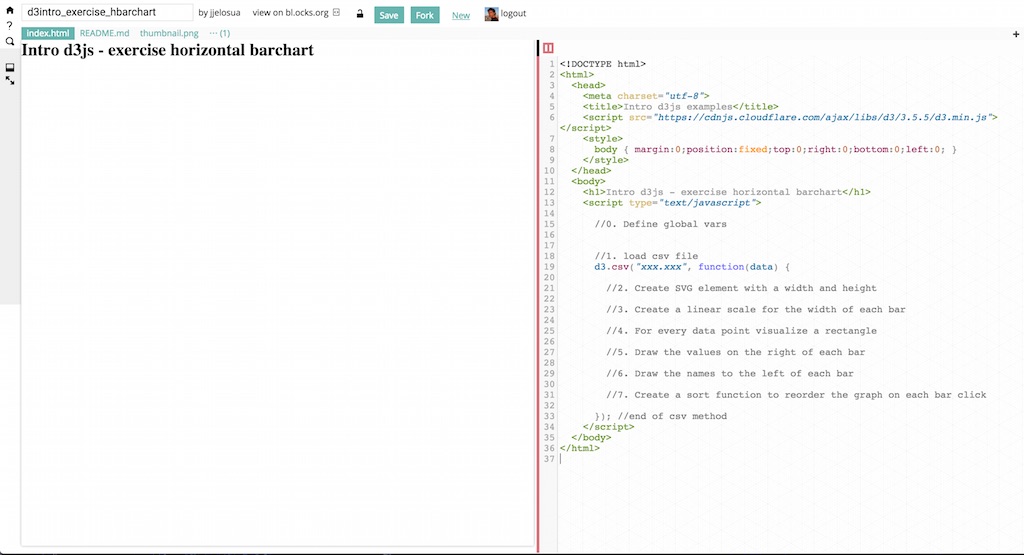 d3intro_exercise_hbarchart by jjelosua view on bl.ocks.org Save Fork New logout
? index.html README.md thumbnail.png ··· (1) +
Intro d3js - exercise horizontal barchart
1 <!DOCTYPE html>
2 <html>
3 <head>
4 <meta charset="utf-8">
5 <title>Intro d3js examples</title>
6 <script src="https://cdnjs.cloudflare.com/ajax/libs/d3/3.5.5/d3.min.js">
</script>
7 <style>
8 body { margin:0;position:fixed;top:0;right:0;bottom:0;left:0; }
9 </style>
10 </head>
11 <body>
12 <h1>Intro d3js - exercise horizontal barchart</h1>
13 <script type="text/javascript">
14
15 //0. Define global vars
16
17
18 //1. load csv file
19 d3.csv("xxx.xxx", function(data) {
20
21 //2. Create SVG element with a width and height
22
23 //3. Create a linear scale for the width of each bar
24
25 //4. For every data point visualize a rectangle
26
27 //5. Draw the values on the right of each bar
28
29 //6. Draw the names to the left of each bar
30
31 //7. Create a sort function to reorder the graph on each bar click
32
33 }); //end of csv method
34 </script>
35 </body>
36 </html>
37